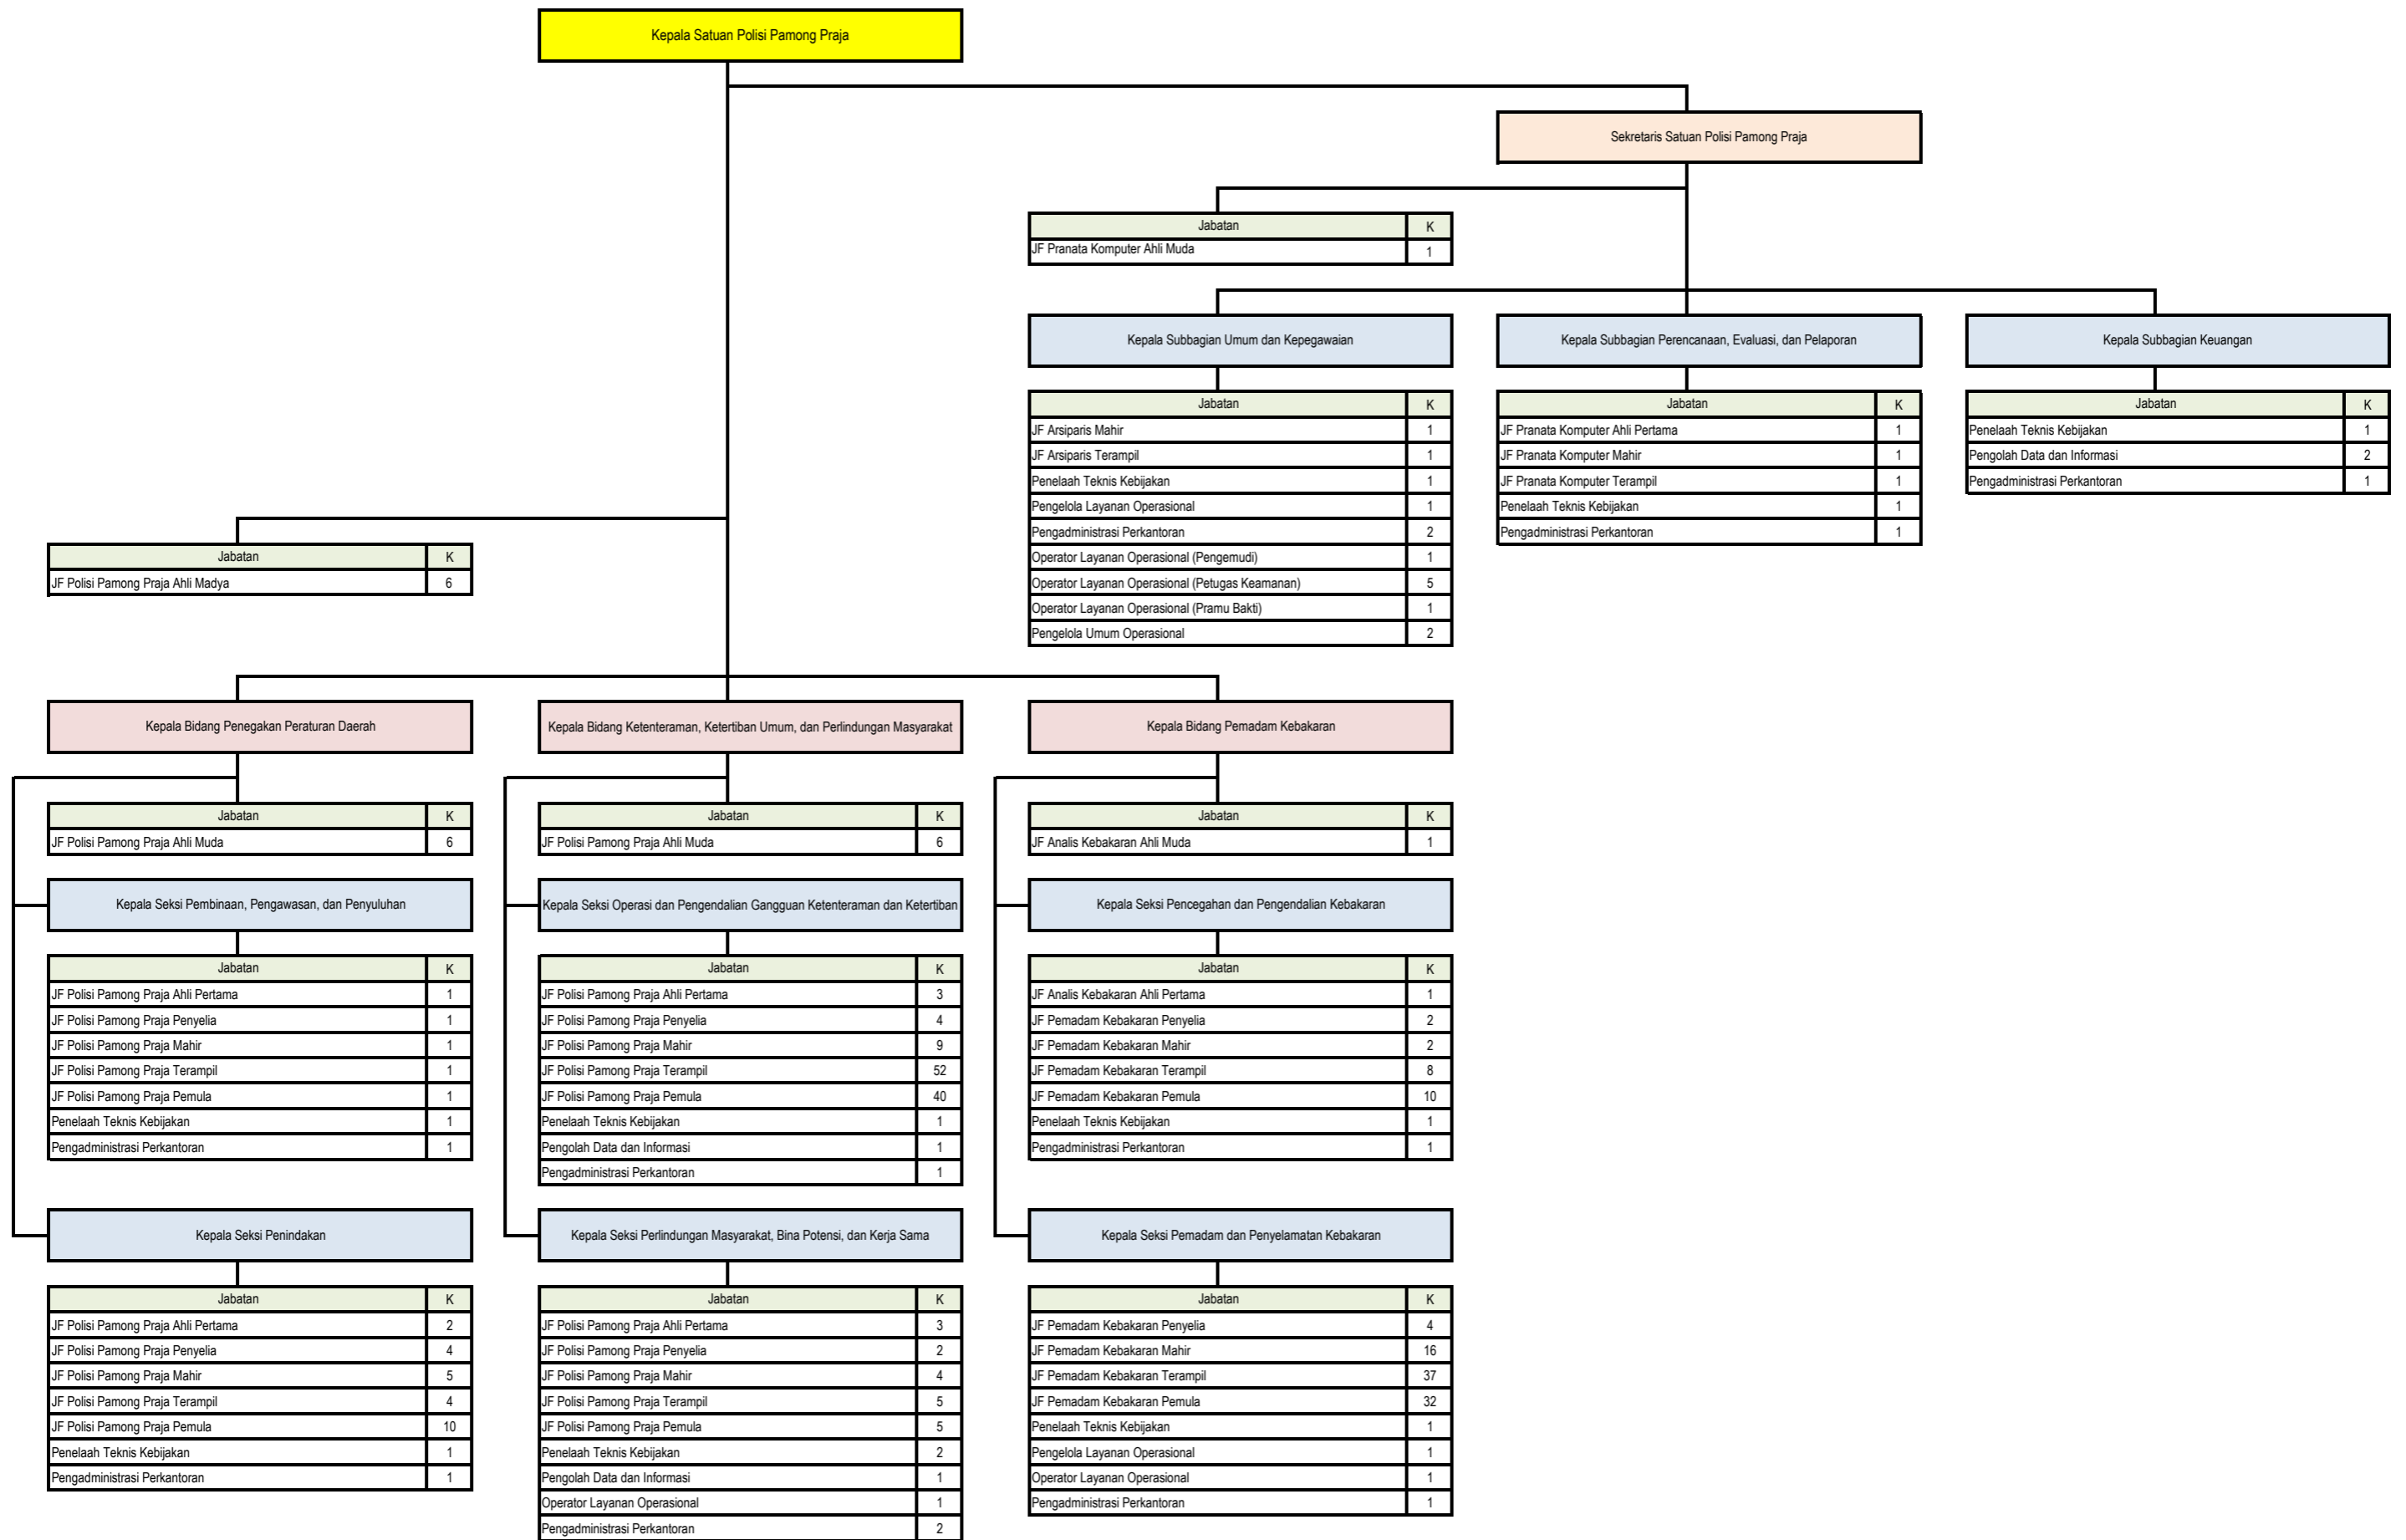 Kepala Satuan Polisi Pamong Praja
Sekretaris Satuan Polisi Pamong Praja
Jabatan K
JF Pranata Komputer Ahli Muda 1
Kepala Subbagian Umum dan Kepegawaian
Jabatan K
JF Arsiparis Mahir 1
JF Arsiparis Terampil 1
Penelaah Teknis Kebijakan 1
Pengelola Layanan Operasional 1
Pengadministrasi Perkantoran 2
Operator Layanan Operasional (Pengemudi) 1
Operator Layanan Operasional (Petugas Keamanan) 5
Operator Layanan Operasional (Pramu Bakti) 1
Pengelola Umum Operasional 2
Kepala Subbagian Perencanaan, Evaluasi, dan Pelaporan
Jabatan K
JF Pranata Komputer Ahli Pertama 1
JF Pranata Komputer Mahir 1
JF Pranata Komputer Terampil 1
Penelaah Teknis Kebijakan 1
Pengadministrasi Perkantoran 1
Kepala Subbagian Keuangan
Jabatan K
Penelaah Teknis Kebijakan 1
Pengolah Data dan Informasi 2
Pengadministrasi Perkantoran 1
Jabatan K
JF Polisi Pamong Praja Ahli Madya 6
Kepala Bidang Penegakan Peraturan Daerah
Jabatan K
JF Polisi Pamong Praja Ahli Muda 6
Kepala Seksi Pembinaan, Pengawasan, dan Penyuluhan
Jabatan K
JF Polisi Pamong Praja Ahli Pertama 1
JF Polisi Pamong Praja Penyelia 1
JF Polisi Pamong Praja Mahir 1
JF Polisi Pamong Praja Terampil 1
JF Polisi Pamong Praja Pemula 1
Penelaah Teknis Kebijakan 1
Pengadministrasi Perkantoran 1
Kepala Seksi Penindakan
Jabatan K
JF Polisi Pamong Praja Ahli Pertama 2
JF Polisi Pamong Praja Penyelia 4
JF Polisi Pamong Praja Mahir 5
JF Polisi Pamong Praja Terampil 4
JF Polisi Pamong Praja Pemula 10
Penelaah Teknis Kebijakan 1
Pengadministrasi Perkantoran 1
Kepala Bidang Ketenteraman, Ketertiban Umum, dan Perlindungan Masyarakat
Jabatan K
JF Polisi Pamong Praja Ahli Muda 6
Kepala Seksi Operasi dan Pengendalian Gangguan Ketenteraman dan Ketertiban
Jabatan K
JF Polisi Pamong Praja Ahli Pertama 3
JF Polisi Pamong Praja Penyelia 4
JF Polisi Pamong Praja Mahir 9
JF Polisi Pamong Praja Terampil 52
JF Polisi Pamong Praja Pemula 40
Penelaah Teknis Kebijakan 1
Pengolah Data dan Informasi 1
Pengadministrasi Perkantoran 1
Kepala Seksi Perlindungan Masyarakat, Bina Potensi, dan Kerja Sama
Jabatan K
JF Polisi Pamong Praja Ahli Pertama 3
JF Polisi Pamong Praja Penyelia 2
JF Polisi Pamong Praja Mahir 4
JF Polisi Pamong Praja Terampil 5
JF Polisi Pamong Praja Pemula 5
Penelaah Teknis Kebijakan 2
Pengolah Data dan Informasi 1
Operator Layanan Operasional 1
Pengadministrasi Perkantoran 2
Kepala Bidang Pemadam Kebakaran
Jabatan K
JF Analis Kebakaran Ahli Muda 1
Kepala Seksi Pencegahan dan Pengendalian Kebakaran
Jabatan K
JF Analis Kebakaran Ahli Pertama 1
JF Pemadam Kebakaran Penyelia 2
JF Pemadam Kebakaran Mahir 2
JF Pemadam Kebakaran Terampil 8
JF Pemadam Kebakaran Pemula 10
Penelaah Teknis Kebijakan 1
Pengadministrasi Perkantoran 1
Kepala Seksi Pemadam dan Penyelamatan Kebakaran
Jabatan K
JF Pemadam Kebakaran Penyelia 4
JF Pemadam Kebakaran Mahir 16
JF Pemadam Kebakaran Terampil 37
JF Pemadam Kebakaran Pemula 32
Penelaah Teknis Kebijakan 1
Pengelola Layanan Operasional 1
Operator Layanan Operasional 1
Pengadministrasi Perkantoran 1